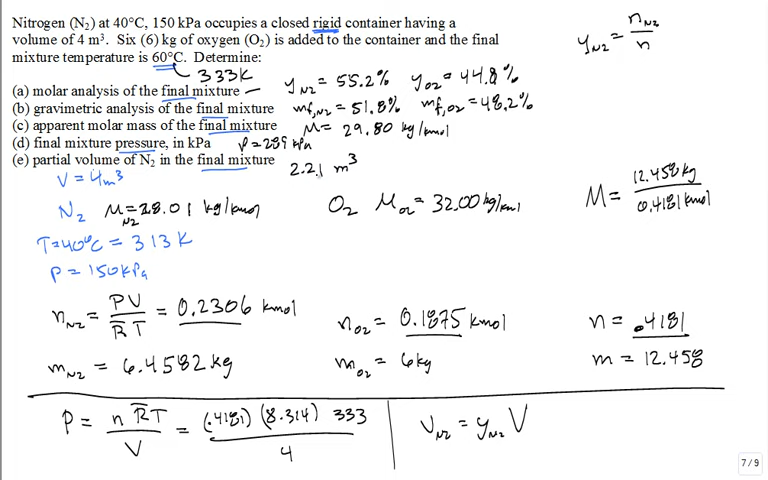 Nitrogen (N₂) at 40°C, 150 kPa occupies a closed rigid container having a
volume of 4 m³. Six (6) kg of oxygen (O₂) is added to the container and the final
mixture temperature is 60°C. Determine:
333K
y_N2 = n_N2 / n
(a) molar analysis of the final mixture – y_N2 = 55.2% y_O2 = 44.8%
(b) gravimetric analysis of the final mixture mf,N2 = 51.8% mf,O2 = 48.2%
(c) apparent molar mass of the final mixture M = 29.80 kg/kmol
(d) final mixture pressure, in kPa P = 289 kPa
(e) partial volume of N₂ in the final mixture 2.21 m³
V = 4m³
N₂ M_N2 = 28.01 kg/kmol O₂ M_O2 = 32.00 kg/kmol M = 12.458 kg / 0.4181 kmol
T = 40°C = 313 K
P = 150 kPa
n_N2 = PV / R̄T = 0.2306 kmol n_O2 = 0.1875 kmol n = .4181
m_N2 = 6.4582 kg m_O2 = 6 kg m = 12.458
P = n R̄T / V = (.4181) (8.314) 333 / 4 V_N2 = y_N2 V
7/9